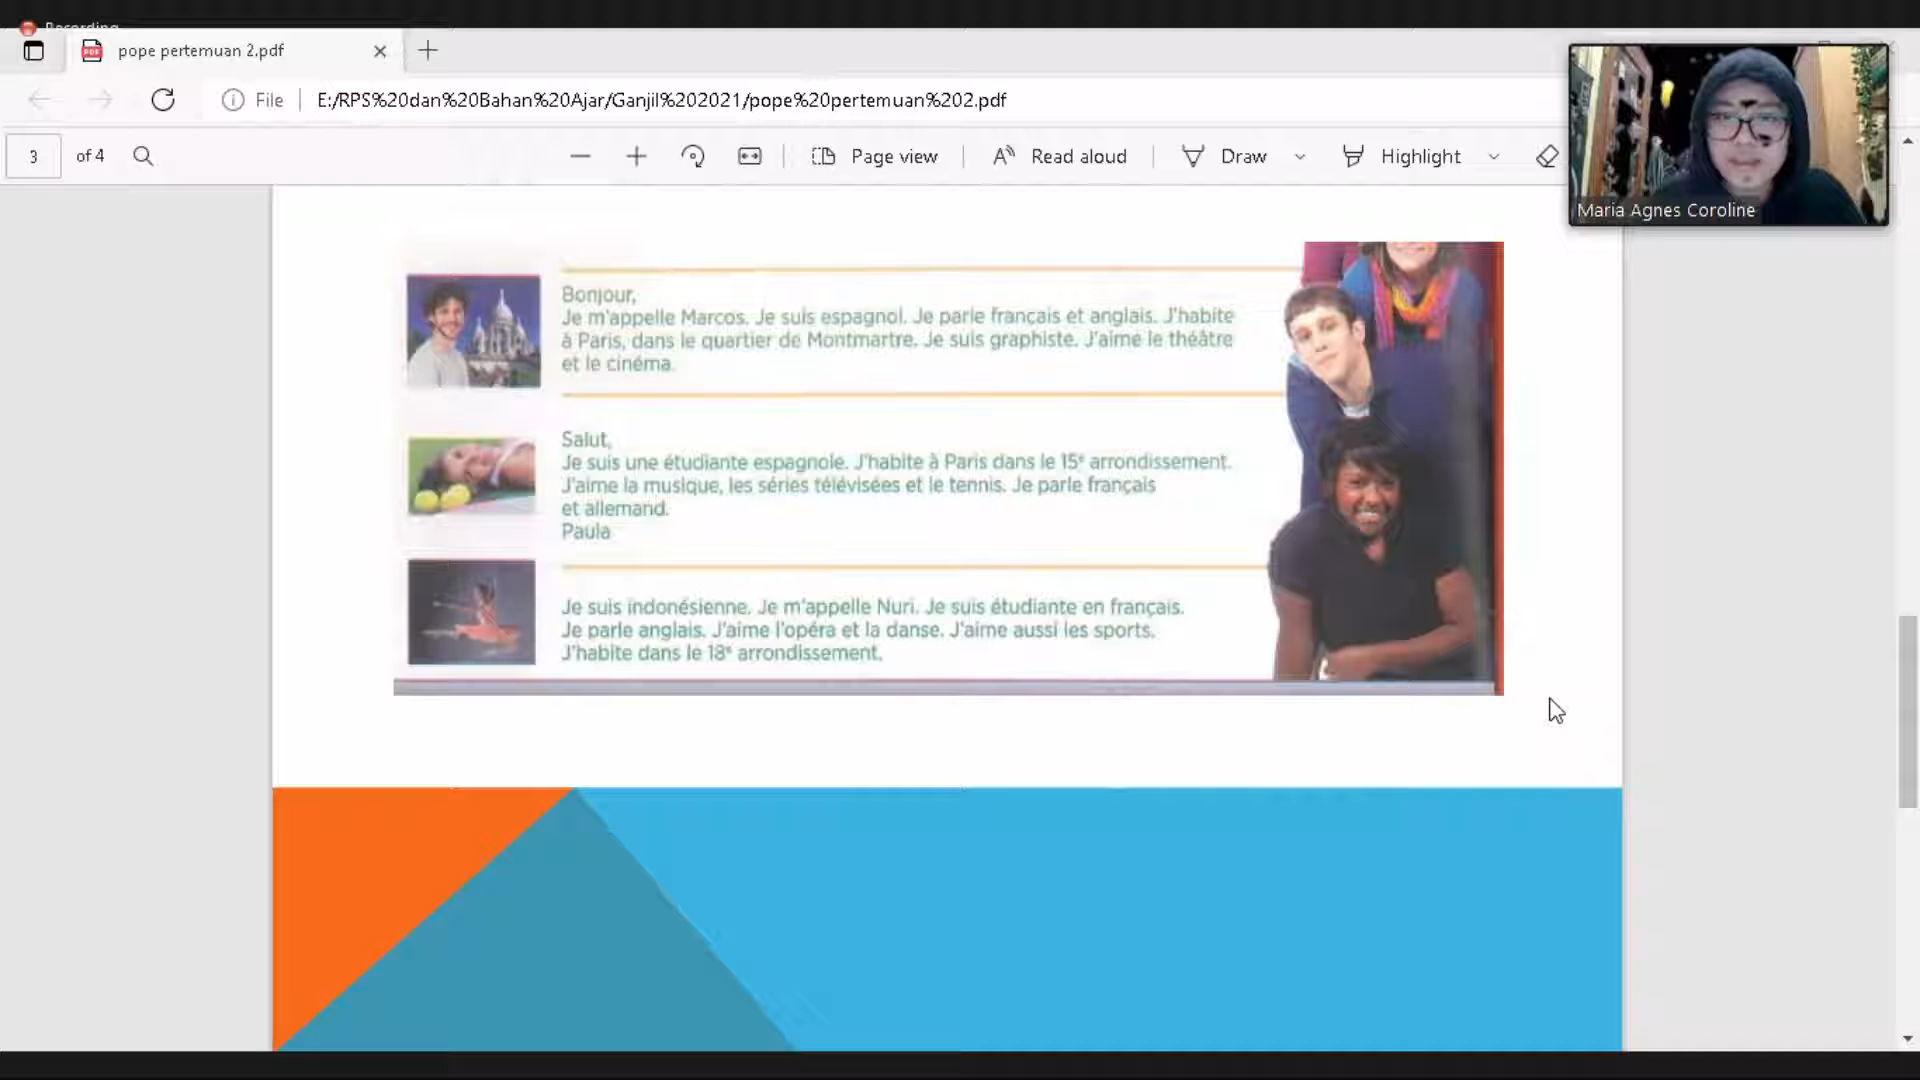 Recording
pope pertemuan 2.pdf
File
E:/RPS%20dan%20Bahan%20Ajar/Ganjil%202021/pope%20pertemuan%202.pdf
3 of 4
Page view
Read aloud
Draw
Highlight
Maria Agnes Coroline
Bonjour,
Je m'appelle Marcos. Je suis espagnol. Je parle français et anglais. J'habite
à Paris, dans le quartier de Montmartre. Je suis graphiste. J'aime le théâtre
et le cinéma.
Salut,
Je suis une étudiante espagnole. J'habite à Paris dans le 15e arrondissement.
J'aime la musique, les séries télévisées et le tennis. Je parle français
et allemand.
Paula
Je suis indonésienne. Je m'appelle Nuri. Je suis étudiante en français.
Je parle anglais. J'aime l'opéra et la danse. J'aime aussi les sports.
J'habite dans le 18e arrondissement.